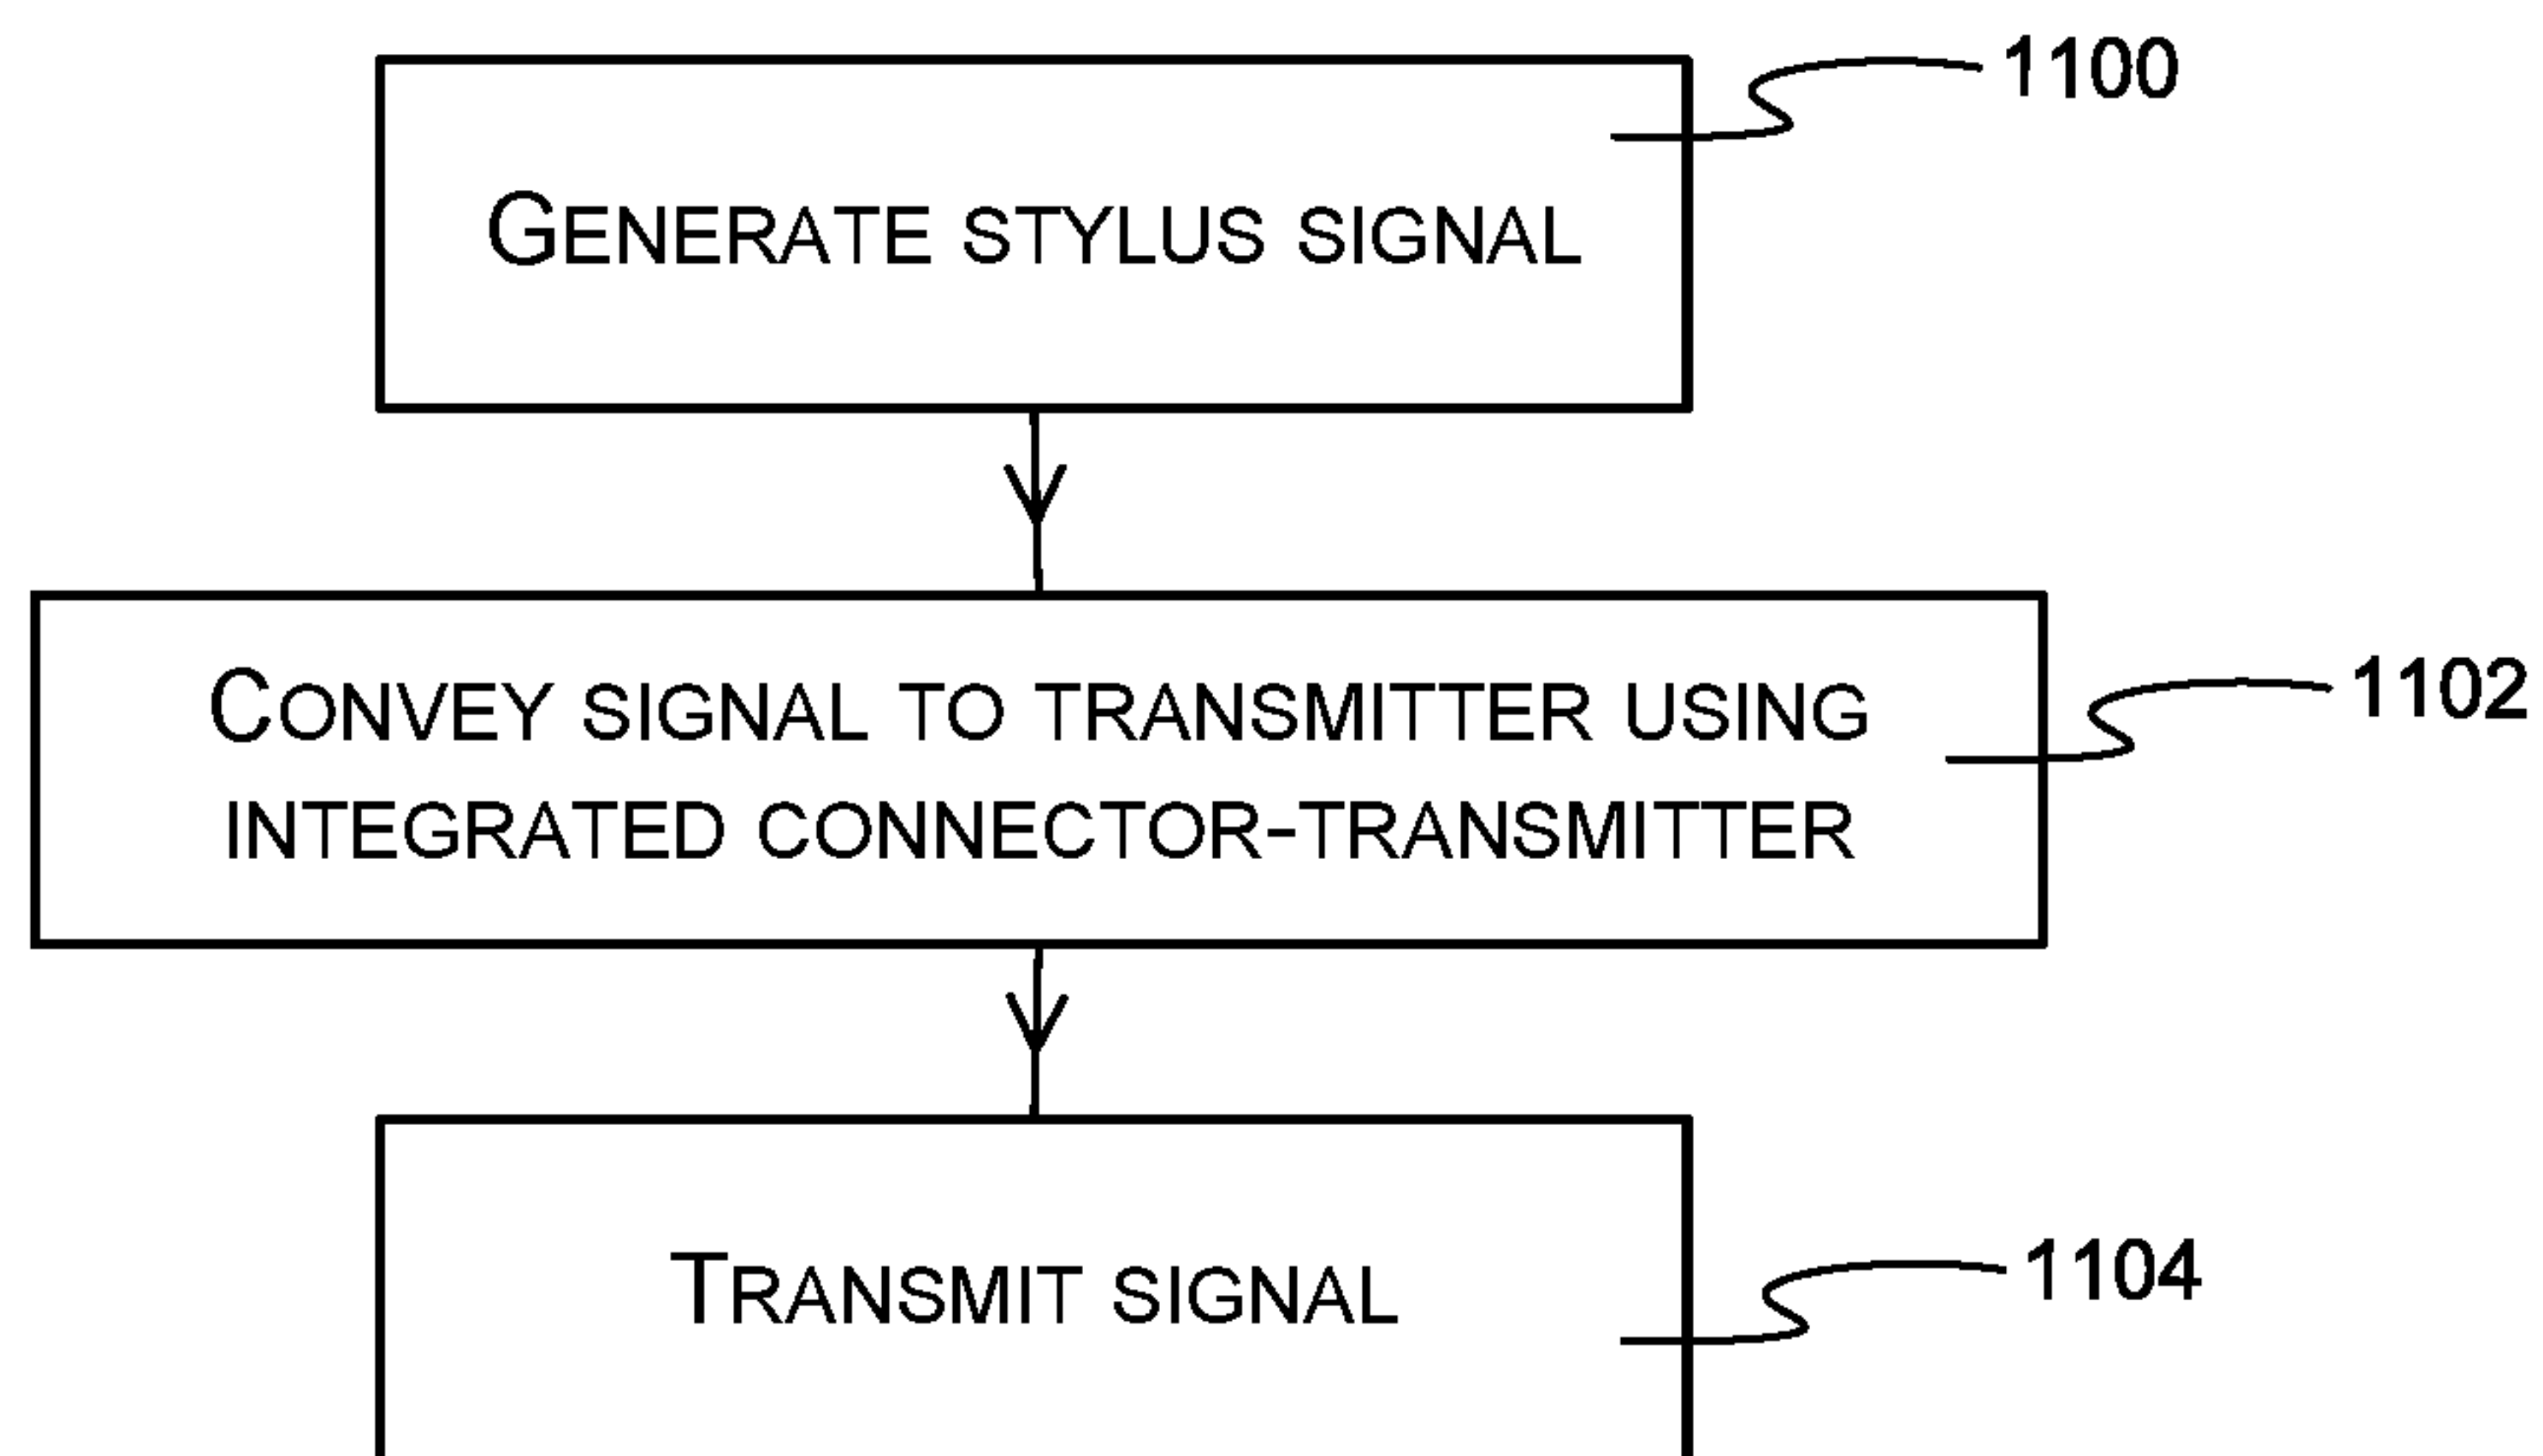 1100
GENERATE STYLUS SIGNAL
CONVEY SIGNAL TO TRANSMITTER USING
1102
INTEGRATED CONNECTOR-TRANSMITTER
TRANSMIT SIGNAL
1104